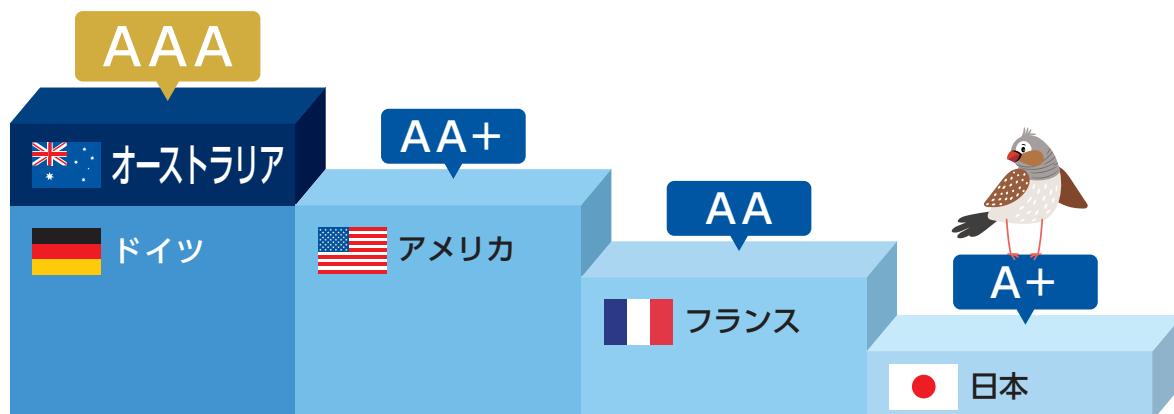 AAA
オーストラリア
ドイツ
AA+
アメリカ
AA
フランス
A+
日本